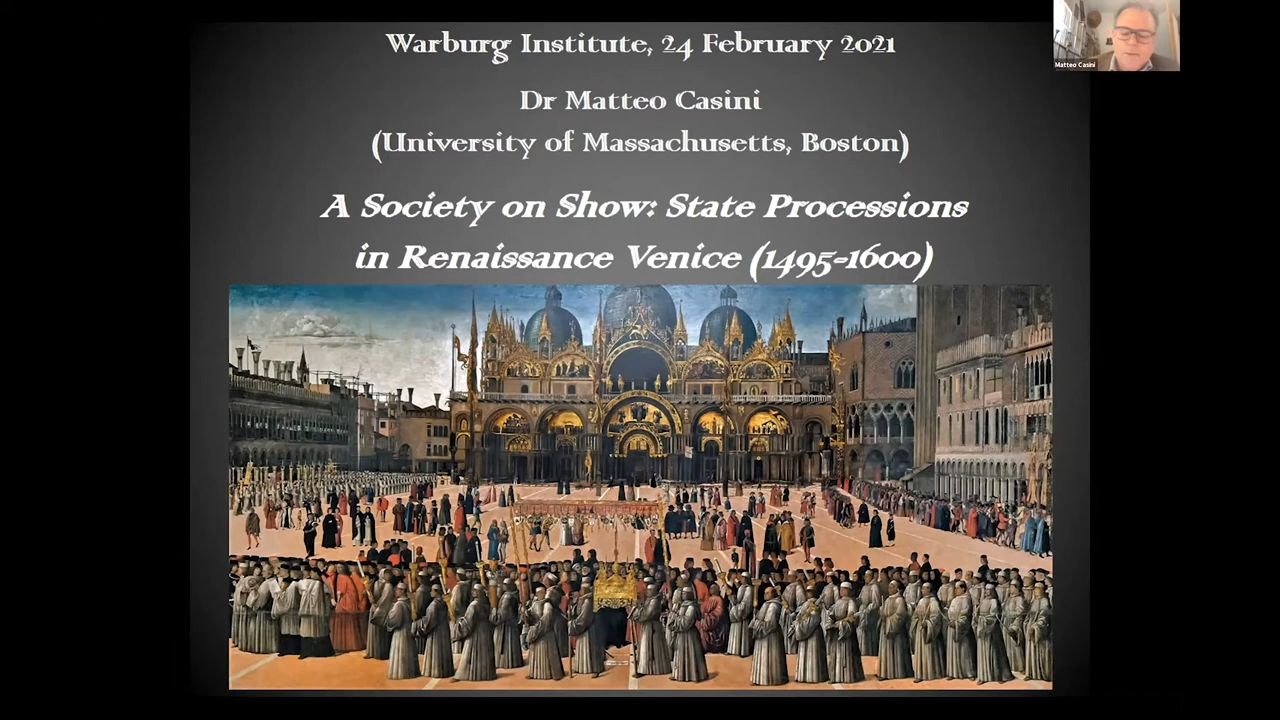 Warburg Institute, 24 February 2021
Dr Matteo Casini
(University of Massachusetts, Boston)
A Society on Show: State Processions
in Renaissance Venice (1495-1600)
Matteo Casini